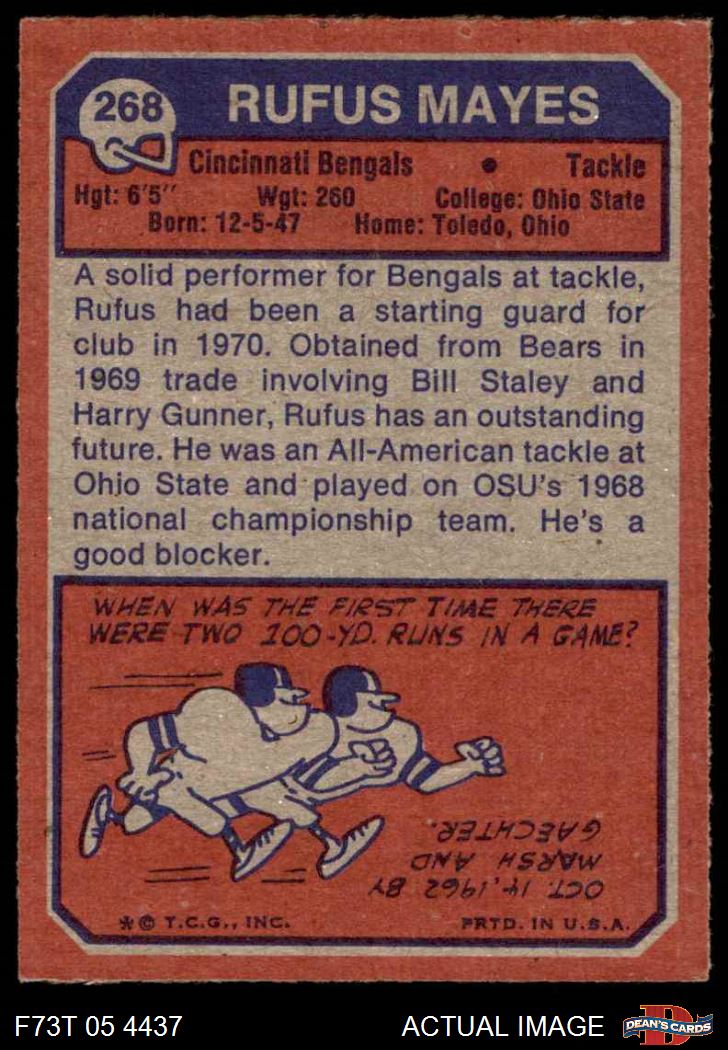 268
RUFUS MAYES
Cincinnati Bengals • Tackle
Hgt: 6'5" Wgt: 260 College: Ohio State
Born: 12-5-47 Home: Toledo, Ohio
A solid performer for Bengals at tackle,
Rufus had been a starting guard for
club in 1970. Obtained from Bears in
1969 trade involving Bill Staley and
Harry Gunner, Rufus has an outstanding
future. He was an All-American tackle at
Ohio State and played on OSU's 1968
national championship team. He's a
good blocker.
WHEN WAS THE FIRST TIME THERE
WERE TWO 100-YD. RUNS IN A GAME?
OCT. 14, 1962 BY
MARSH AND
GAECHTER.
* © T.C.G., INC. PRTD. IN U.S.A.
F73T 05 4437 ACTUAL IMAGE
D
DEAN'S CARDS